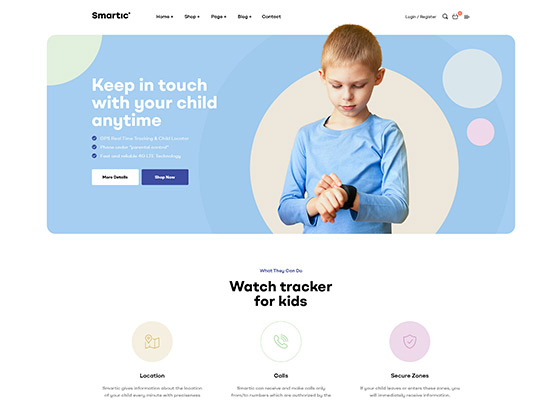 Smartic
Home Shop Page Blog Contact Login / Register
Keep in touch
with your child
anytime
GPS Real-Time Tracking & Child Locator
Phone under "parental control"
Fast and reliable 4G LTE Technology
More Details Shop Now
What They Can Do
Watch tracker
for kids
Location Calls Secure Zones
Smartic gives information about the location Smartic can receive and make calls only If your child leaves or enters these zones, you
of your child every minute with preciseness from/to numbers which are authorized by the will immediately receive information.